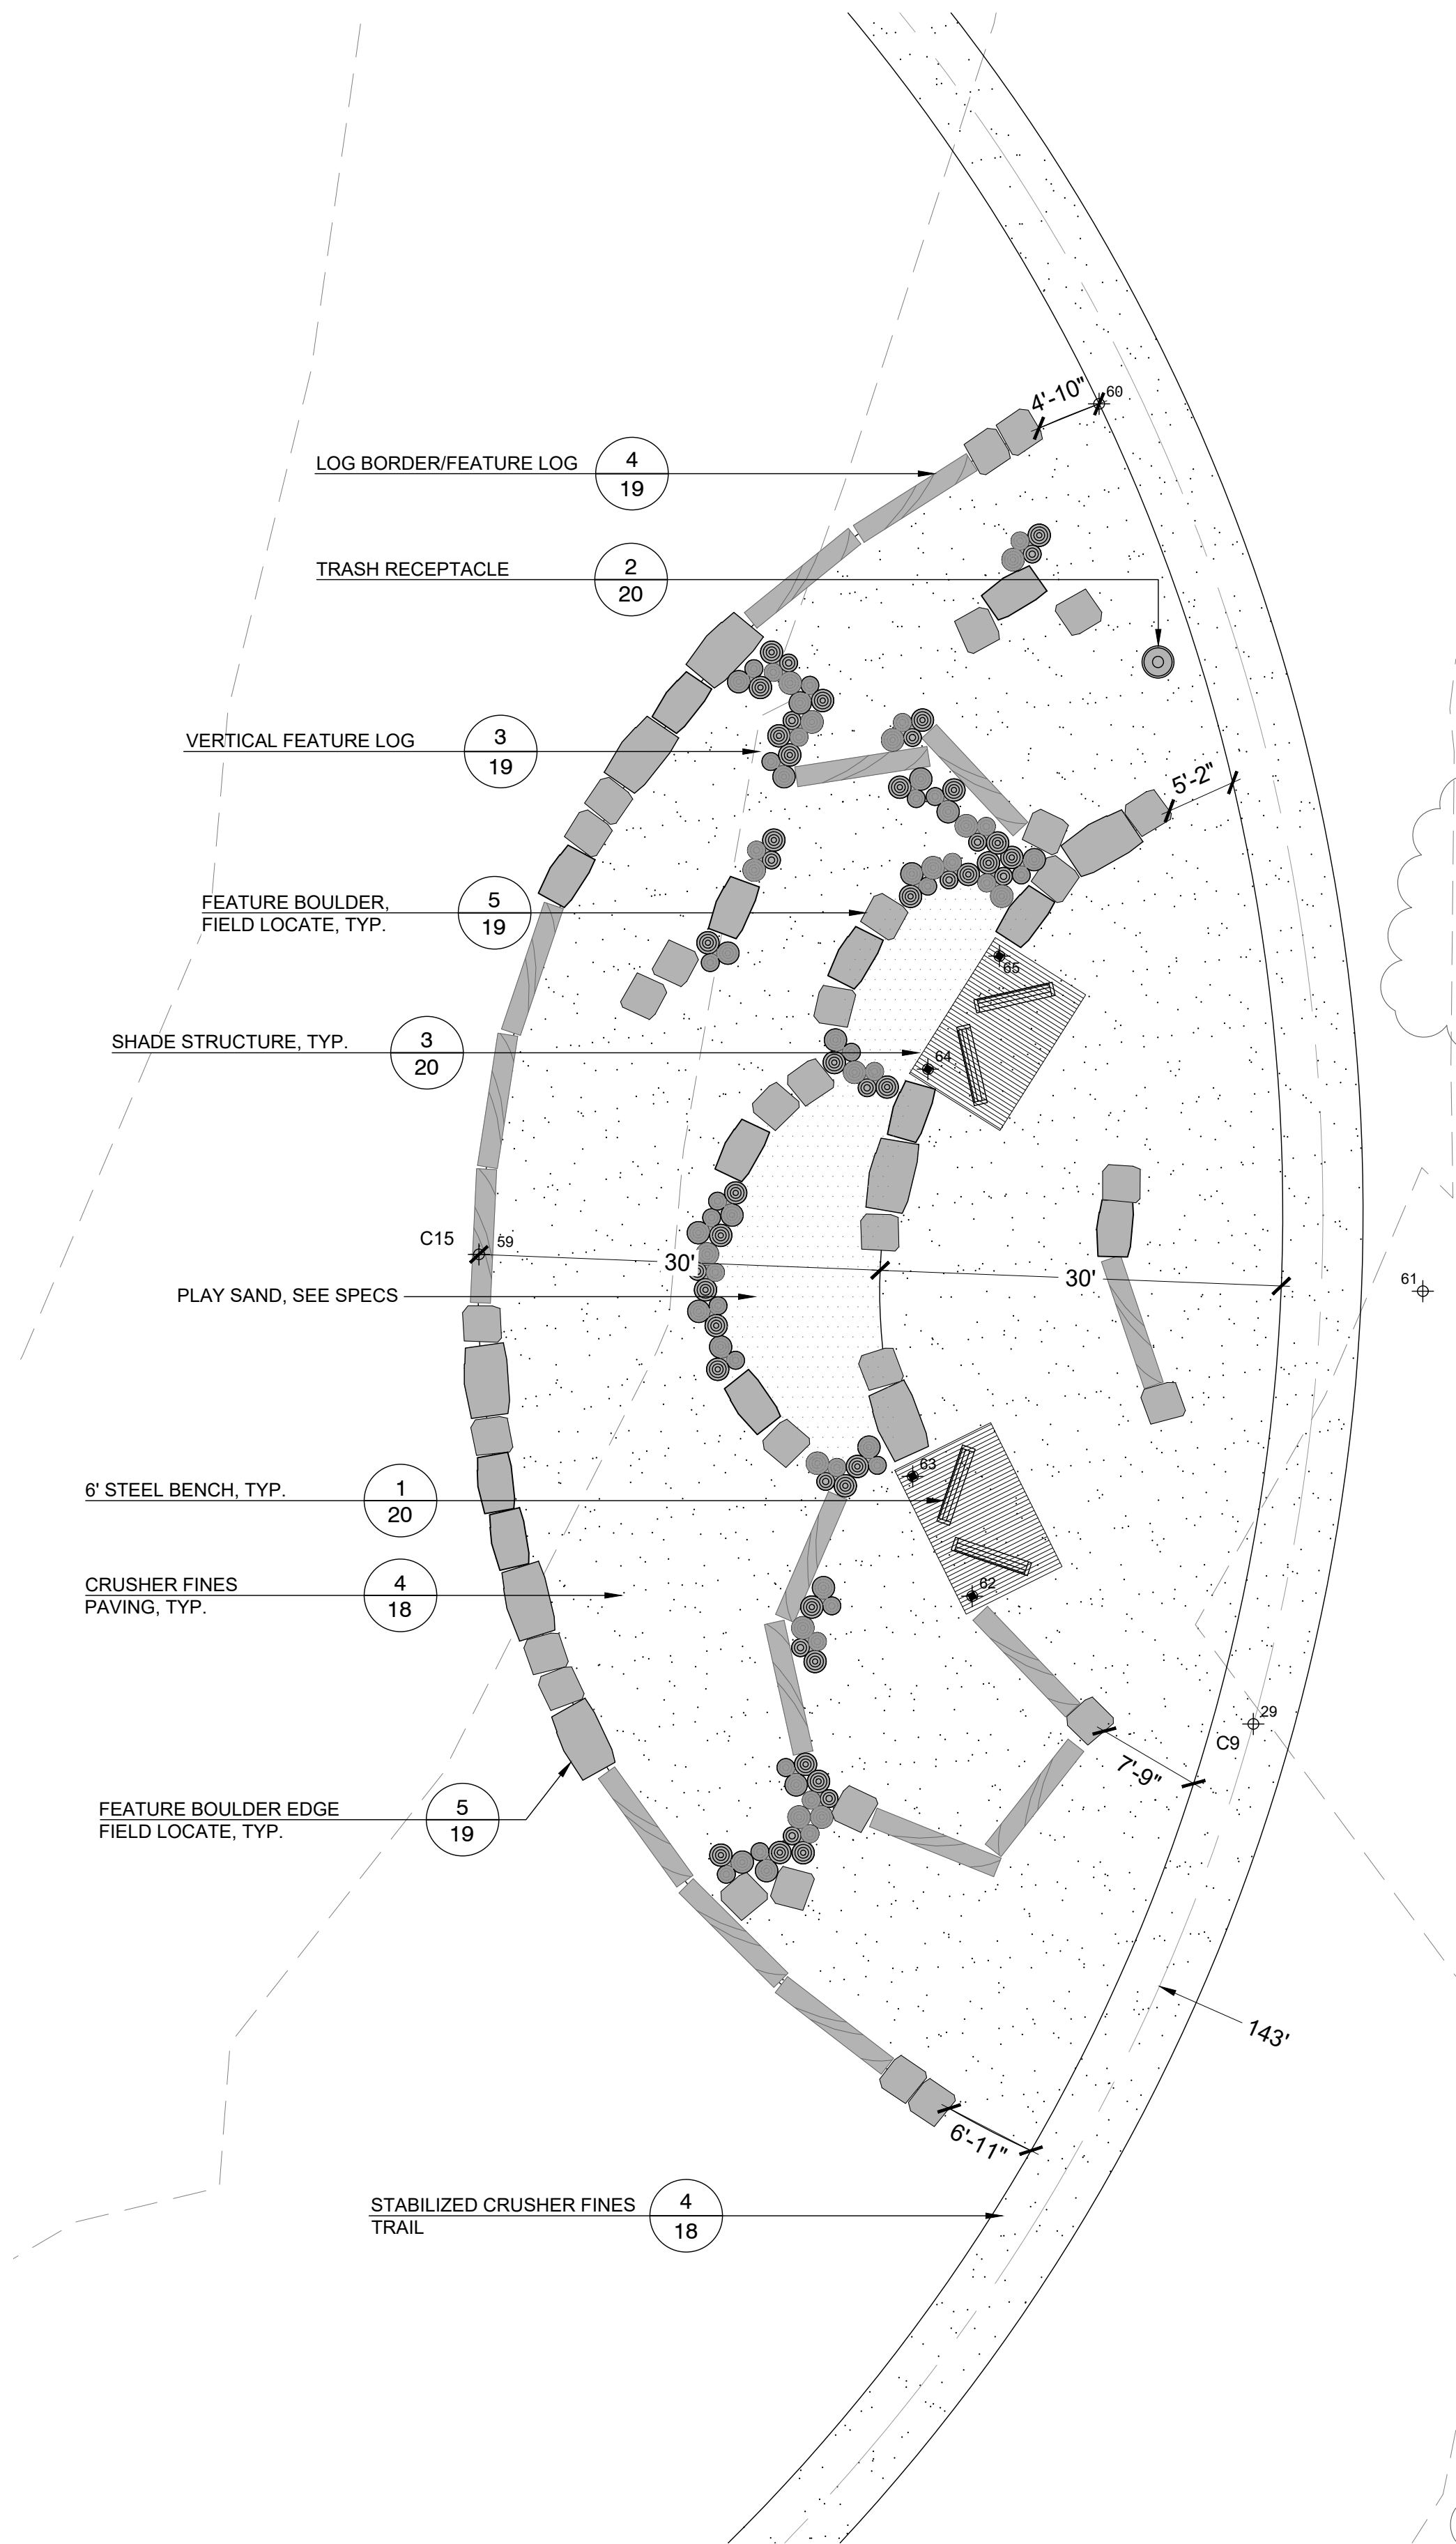 4'-10"
60
LOG BORDER/FEATURE LOG
4
19
TRASH RECEPTACLE
2
20
VERTICAL FEATURE LOG
3
19
5'-2"
FEATURE BOULDER,
FIELD LOCATE, TYP.
5
19
65
SHADE STRUCTURE, TYP.
3
20
64
C15
59
30'
30'
61
PLAY SAND, SEE SPECS
63
6' STEEL BENCH, TYP.
1
20
CRUSHER FINES
PAVING, TYP.
4
18
62
29
C9
7'-9"
FEATURE BOULDER EDGE
FIELD LOCATE, TYP.
5
19
143'
6'-11"
STABILIZED CRUSHER FINES
TRAIL
4
18